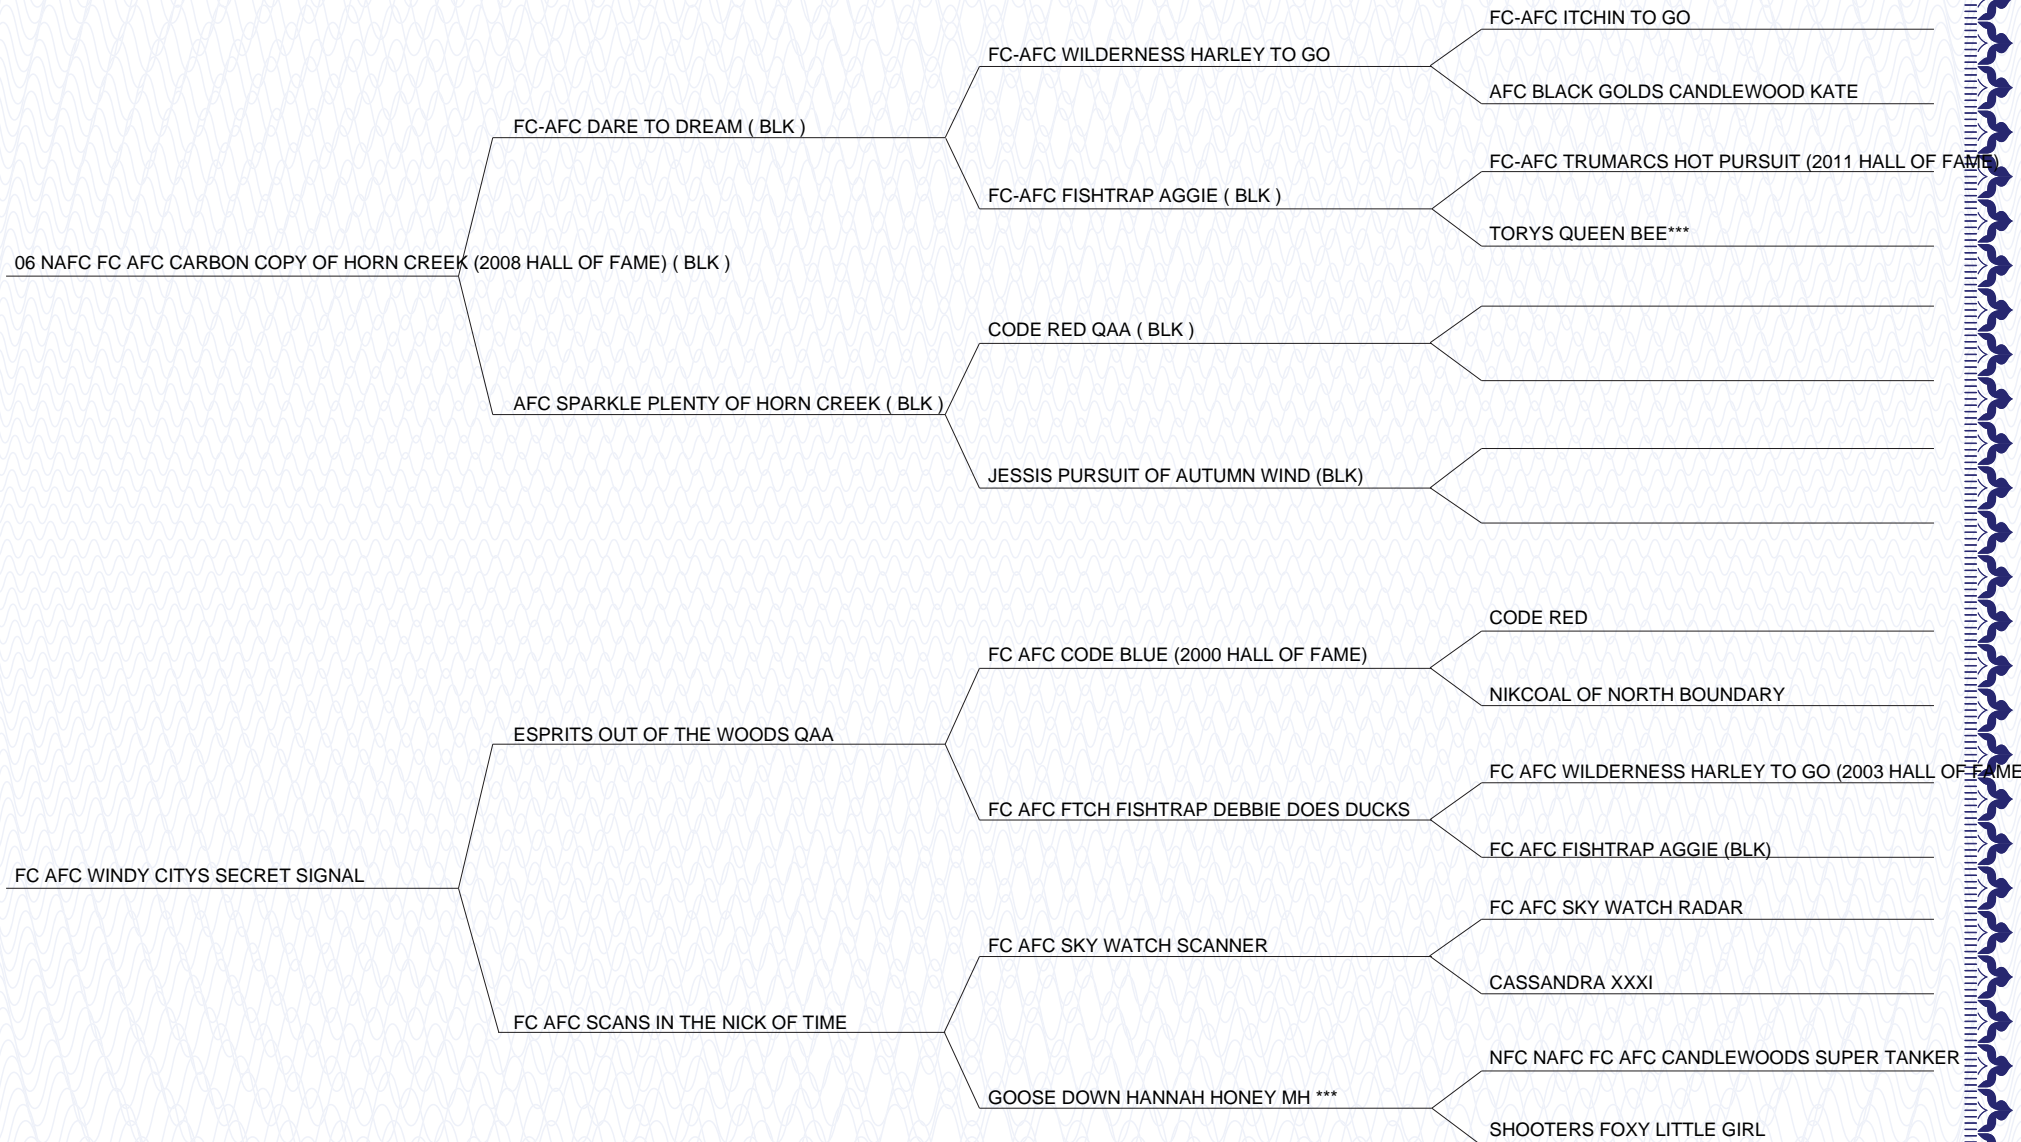 FC-AFC ITCHIN TO GO
FC-AFC WILDERNESS HARLEY TO GO
AFC BLACK GOLDS CANDLEWOOD KATE
FC-AFC DARE TO DREAM ( BLK )
FC-AFC TRUMARCS HOT PURSUIT (2011 HALL OF FAME)
FC-AFC FISHTRAP AGGIE ( BLK )
TORYS QUEEN BEE***
06 NAFC FC AFC CARBON COPY OF HORN CREEK (2008 HALL OF FAME) ( BLK )
CODE RED QAA ( BLK )
AFC SPARKLE PLENTY OF HORN CREEK ( BLK )
JESSIS PURSUIT OF AUTUMN WIND (BLK)
CODE RED
FC AFC CODE BLUE (2000 HALL OF FAME)
NIKCOAL OF NORTH BOUNDARY
ESPRITS OUT OF THE WOODS QAA
FC AFC WILDERNESS HARLEY TO GO (2003 HALL OF FAME
FC AFC FTCH FISHTRAP DEBBIE DOES DUCKS
FC AFC FISHTRAP AGGIE (BLK)
FC AFC WINDY CITYS SECRET SIGNAL
FC AFC SKY WATCH RADAR
FC AFC SKY WATCH SCANNER
CASSANDRA XXXI
FC AFC SCANS IN THE NICK OF TIME
NFC NAFC FC AFC CANDLEWOODS SUPER TANKER
GOOSE DOWN HANNAH HONEY MH ***
SHOOTERS FOXY LITTLE GIRL